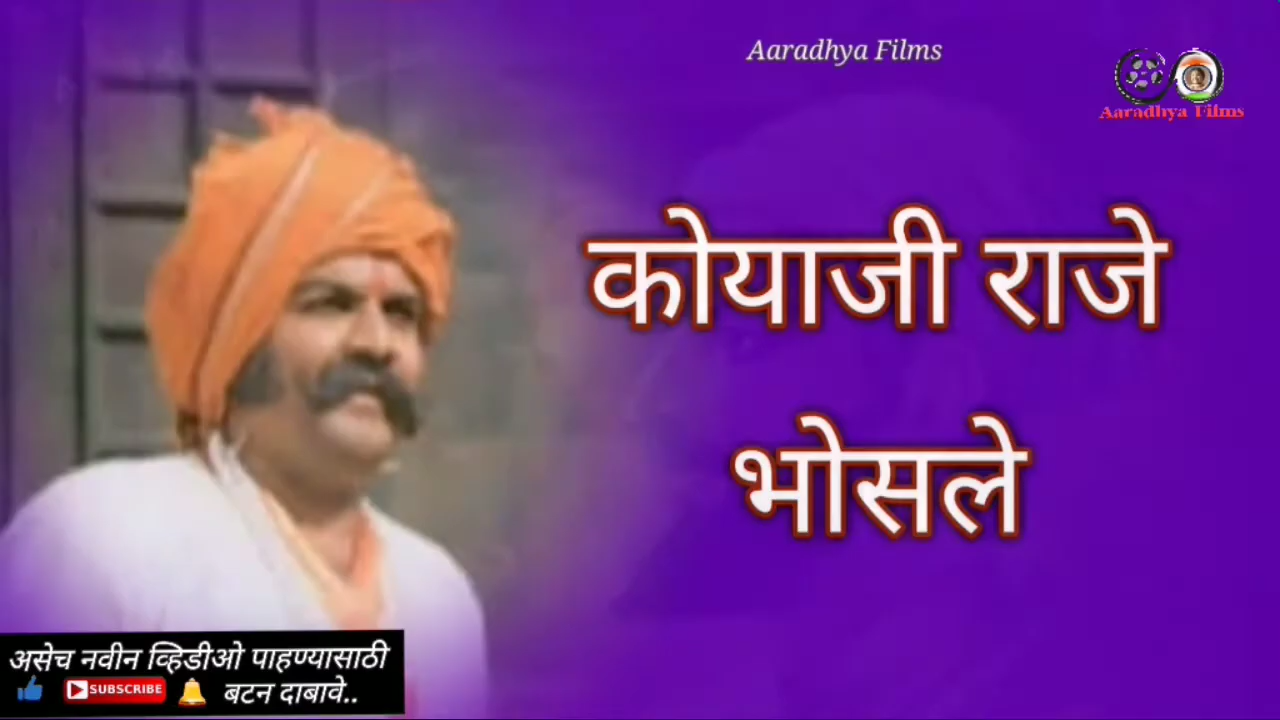 Aaradhya Films
Aaradhya Films
कोयाजी राजे
भोसले
असेच नवीन व्हिडीओ पाहण्यासाठी
SUBSCRIBE बटन दाबावे..